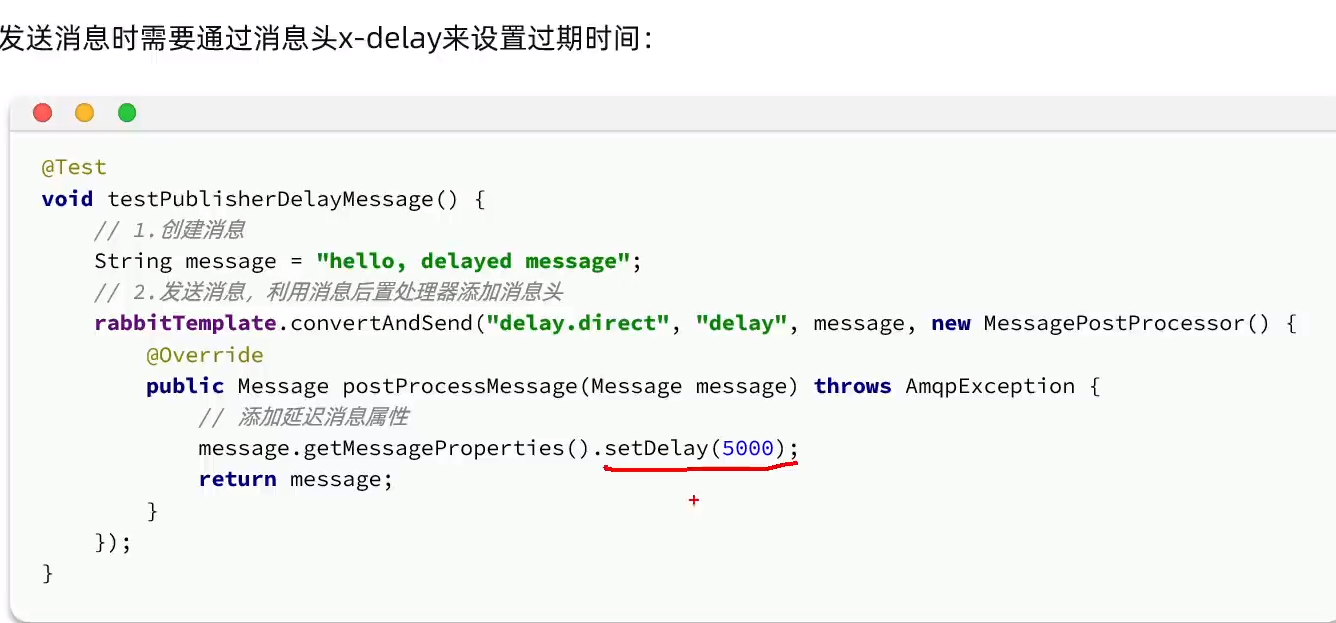 发送消息时需要通过消息头x-delay来设置过期时间：
@Test
void testPublisherDelayMessage() {
    // 1.创建消息
    String message = "hello, delayed message";
    // 2.发送消息，利用消息后置处理器添加消息头
    rabbitTemplate.convertAndSend("delay.direct", "delay", message, new MessagePostProcessor() {
        @Override
        public Message postProcessMessage(Message message) throws AmqpException {
            // 添加延迟消息属性
            message.getMessageProperties().setDelay(5000);
            return message;
        }
    });
}